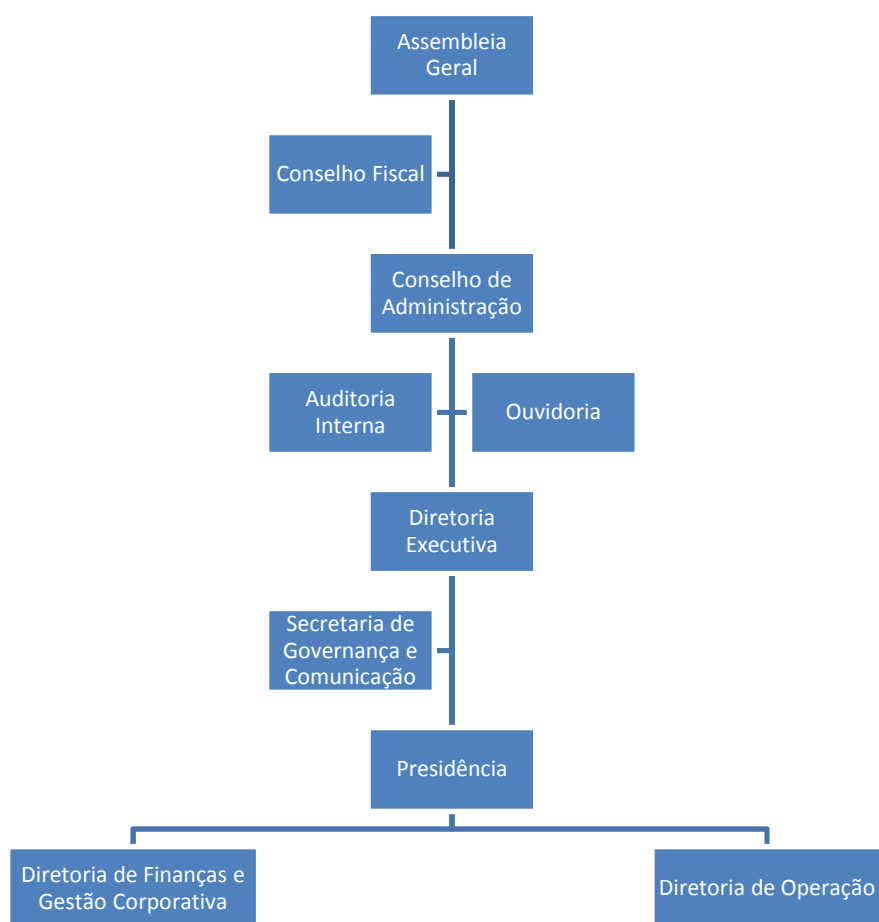 Assembleia
Geral
Conselho Fiscal
Conselho de
Administração
Auditoria
Interna
Ouvidoria
Diretoria
Executiva
Secretaria de
Governança e
Comunicação
Presidência
Diretoria de Finanças e
Gestão Corporativa
Diretoria de Operação